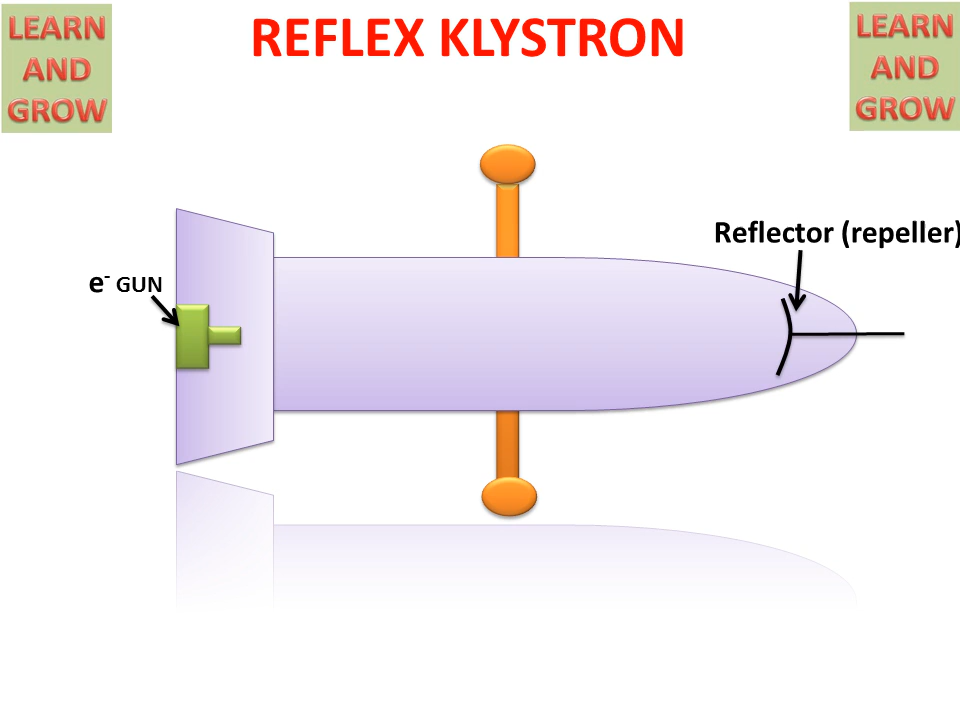 LEARN
AND
GROW
REFLEX KLYSTRON
LEARN
AND
GROW
Reflector (repeller)
e- GUN